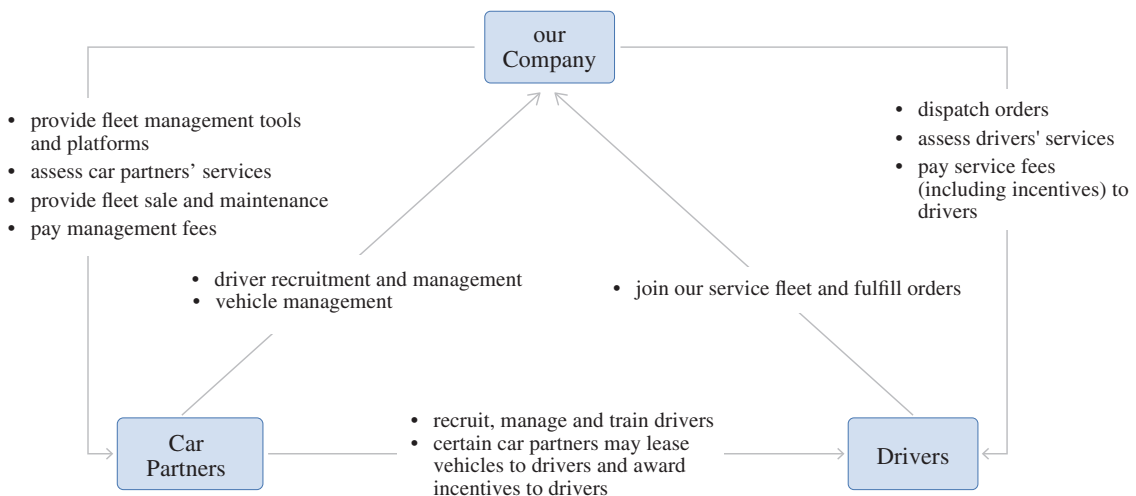 our
Company
• provide fleet management tools
and platforms
• assess car partners’ services
• provide fleet sale and maintenance
• pay management fees
• dispatch orders
• assess drivers' services
• pay service fees
(including incentives) to
drivers
• driver recruitment and management
• vehicle management
• join our service fleet and fulfill orders
Car
Partners
• recruit, manage and train drivers
• certain car partners may lease
vehicles to drivers and award
incentives to drivers
Drivers